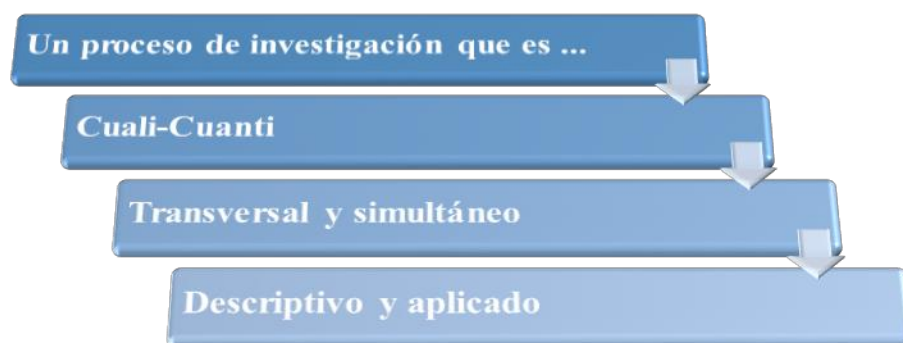 Un proceso de investigación que es ...
Cuali-Cuanti
Transversal y simultáneo
Descriptivo y aplicado